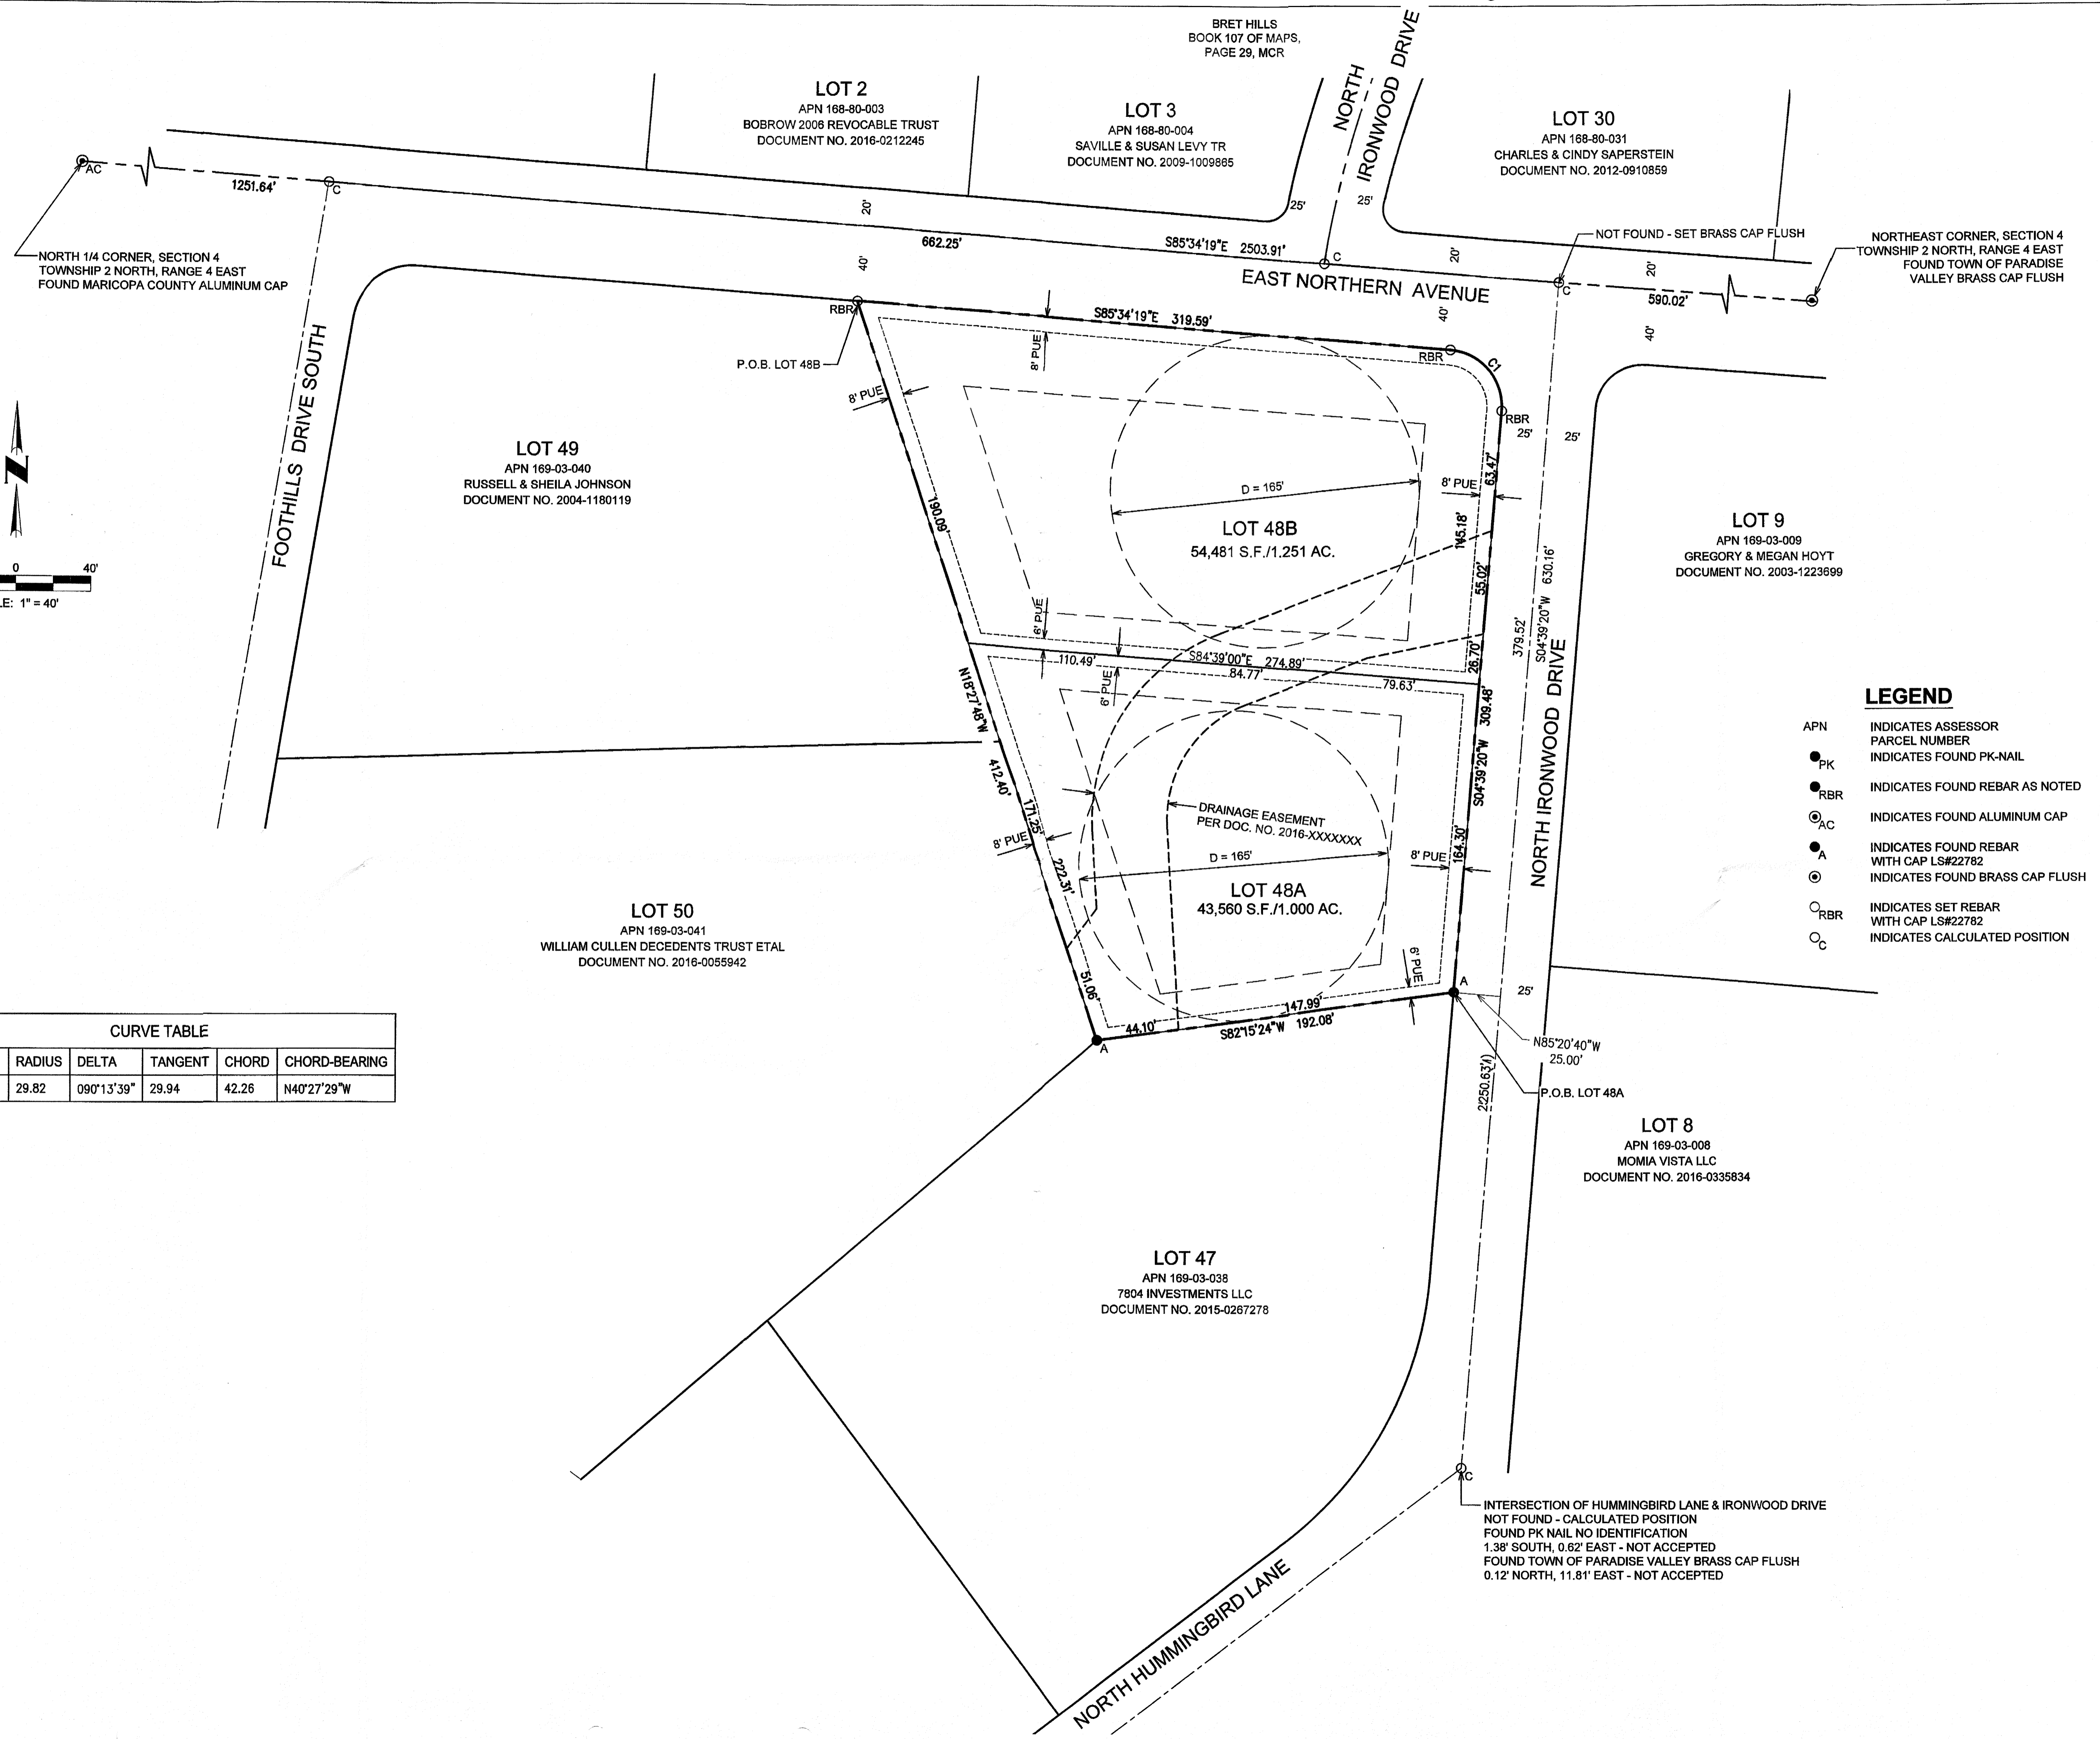 BRET HILLS
BOOK 107 OF MAPS,
PAGE 29, MCR
NORTH
IRONWOOD DRIVE
LOT 2
APN 168-80-003
BOBROW 2006 REVOCABLE TRUST
DOCUMENT NO. 2016-0212245
LOT 3
APN 168-80-004
SAVILLE & SUSAN LEVY TR
DOCUMENT NO. 2009-1009865
LOT 30
APN 168-80-031
CHARLES & CINDY SAPERSTEIN
DOCUMENT NO. 2012-0910859
AC
1251.64'
C
20'
662.25'
S85°34'19"E 2503.91'
25'
25'
C
20'
20'
NOT FOUND - SET BRASS CAP FLUSH
C
590.02'
NORTHEAST CORNER, SECTION 4
TOWNSHIP 2 NORTH, RANGE 4 EAST
FOUND TOWN OF PARADISE
VALLEY BRASS CAP FLUSH
NORTH 1/4 CORNER, SECTION 4
TOWNSHIP 2 NORTH, RANGE 4 EAST
FOUND MARICOPA COUNTY ALUMINUM CAP
EAST NORTHERN AVENUE
40'
40'
40'
RBR
P.O.B. LOT 48B
S85°34'19"E 319.59'
RBR
C1
RBR
8' PUE
8' PUE
25'
25'
FOOTHILLS DRIVE SOUTH
LOT 49
APN 169-03-040
RUSSELL & SHEILA JOHNSON
DOCUMENT NO. 2004-1180119
Z
0 40'
LE: 1" = 40'
190.09'
D = 165'
LOT 48B
54,481 S.F./1.251 AC.
8' PUE
63.47'
145.18'
55.02'
26.70'
S04°39'20"W 630.16'
379.52'
LOT 9
APN 169-03-009
GREGORY & MEGAN HOYT
DOCUMENT NO. 2003-1223699
6' PUE
110.49'
S84°39'00"E 274.89'
84.77'
79.63'
6' PUE
N18°27'48"W
412.40'
S04°39'20"W 309.48'
NORTH IRONWOOD DRIVE
LEGEND
APN INDICATES ASSESSOR
PARCEL NUMBER
PK INDICATES FOUND PK-NAIL
RBR INDICATES FOUND REBAR AS NOTED
AC INDICATES FOUND ALUMINUM CAP
A INDICATES FOUND REBAR
WITH CAP LS#22782
INDICATES FOUND BRASS CAP FLUSH
RBR INDICATES SET REBAR
WITH CAP LS#22782
C INDICATES CALCULATED POSITION
171.25'
8' PUE
222.31'
DRAINAGE EASEMENT
PER DOC. NO. 2016-XXXXXXX
D = 165'
8' PUE
164.30'
LOT 48A
43,560 S.F./1.000 AC.
LOT 50
APN 169-03-041
WILLIAM CULLEN DECEDENTS TRUST ETAL
DOCUMENT NO. 2016-0055942
51.06'
6' PUE
A
25'
44.10'
147.99'
S82°15'24"W 192.08'
A
N85°20'40"W
25.00'
P.O.B. LOT 48A
CURVE TABLE
RADIUS DELTA TANGENT CHORD CHORD-BEARING
29.82 090°13'39" 29.94 42.26 N40°27'29"W
LOT 8
APN 169-03-008
MOMIA VISTA LLC
DOCUMENT NO. 2016-0335834
LOT 47
APN 169-03-038
7804 INVESTMENTS LLC
DOCUMENT NO. 2015-0267278
C
INTERSECTION OF HUMMINGBIRD LANE & IRONWOOD DRIVE
NOT FOUND - CALCULATED POSITION
FOUND PK NAIL NO IDENTIFICATION
1.38' SOUTH, 0.62' EAST - NOT ACCEPTED
FOUND TOWN OF PARADISE VALLEY BRASS CAP FLUSH
0.12' NORTH, 11.81' EAST - NOT ACCEPTED
NORTH HUMMINGBIRD LANE